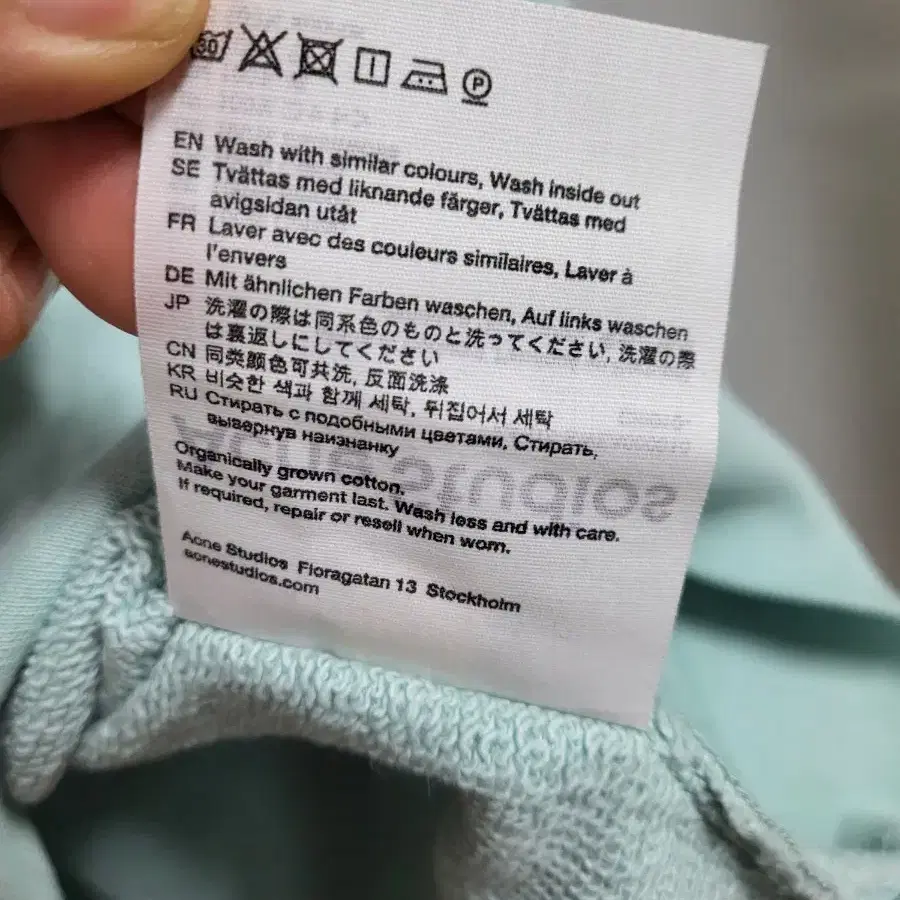 30
P
EN Wash with similar colours, Wash inside out
SE Tvättas med liknande färger, Tvättas med
avigsidan utåt
FR Laver avec des couleurs similaires, Laver à
l'envers
DE Mit ähnlichen Farben waschen, Auf links waschen
JP 洗濯の際は同系色のものと洗ってください, 洗濯の際
は裏返しにしてください
CN 同类颜色可共洗, 反面洗涤
KR 비슷한 색과 함께 세탁, 뒤집어서 세탁
RU Стирать с подобными цветами, Стирать,
вывернув наизнанку
Organically grown cotton.
Make your garment last. Wash less and with care.
If required, repair or resell when worn.
Acne Studios Floragatan 13 Stockholm
acnestudios.com